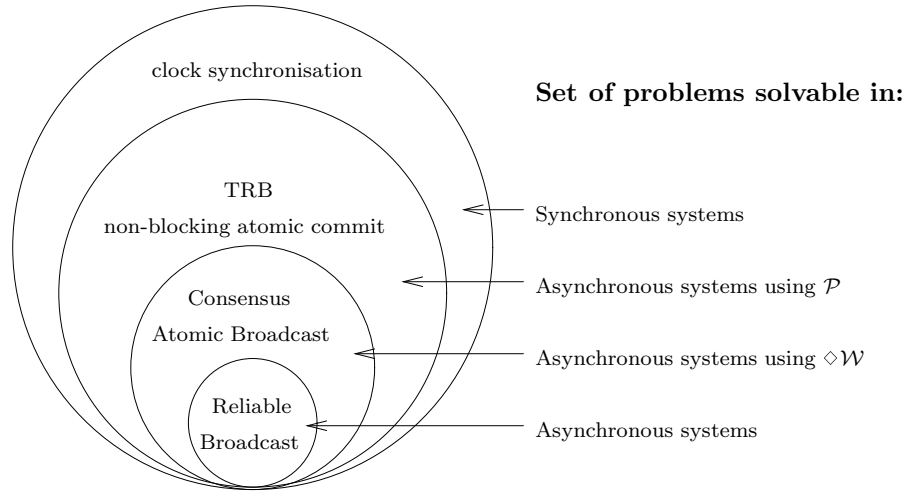 clock synchronisation
Set of problems solvable in:
TRB
non-blocking atomic commit
Synchronous systems
Consensus
Atomic Broadcast
Asynchronous systems using 𝒫
Asynchronous systems using ◇𝒲
Reliable
Broadcast
Asynchronous systems